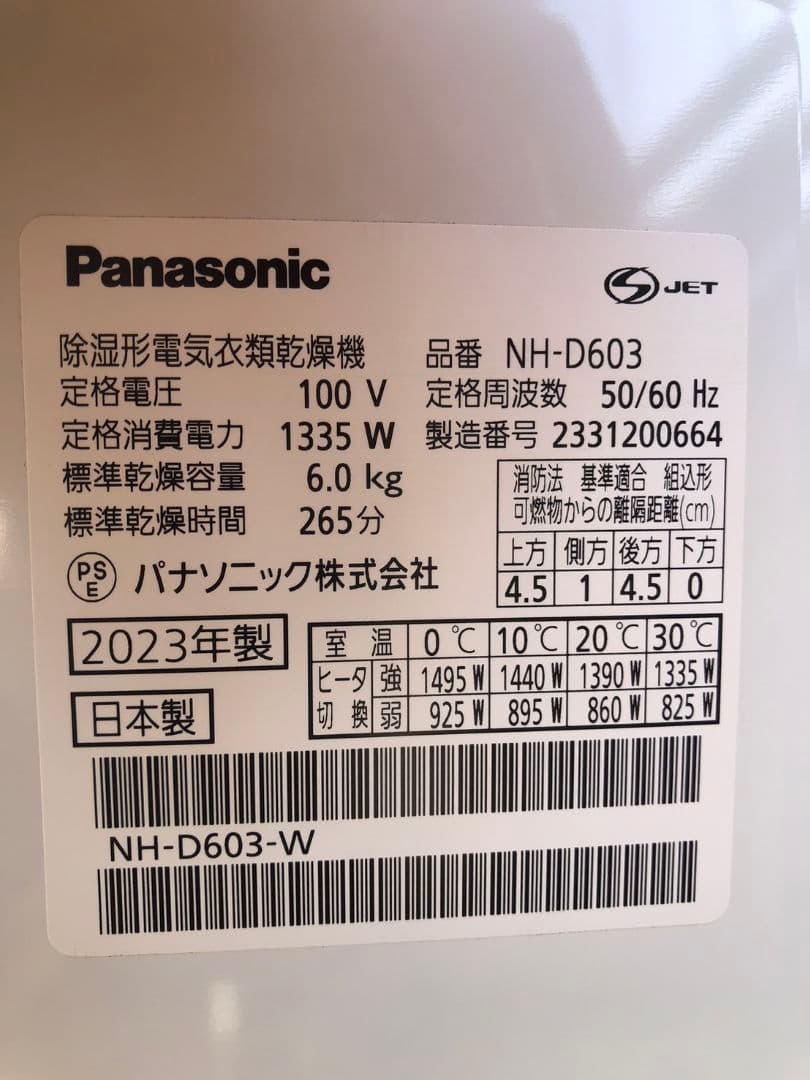 Panasonic
JET
除湿形電気衣類乾燥機 品番 NH-D603
定格電圧 100 V 定格周波数 50/60 Hz
定格消費電力 1335 W 製造番号 2331200664
標準乾燥容量 6.0 kg
標準乾燥時間 265分
消防法 基準適合 組込形
可燃物からの離隔距離(cm)
上方 側方 後方 下方
4.5 1 4.5 0
PS
E
パナソニック株式会社
2023年製
日本製
室温 0℃ 10℃ 20℃ 30℃
ヒータ 強 1495 W 1440 W 1390 W 1335 W
切換 弱 925 W 895 W 860 W 825 W
NH-D603-W